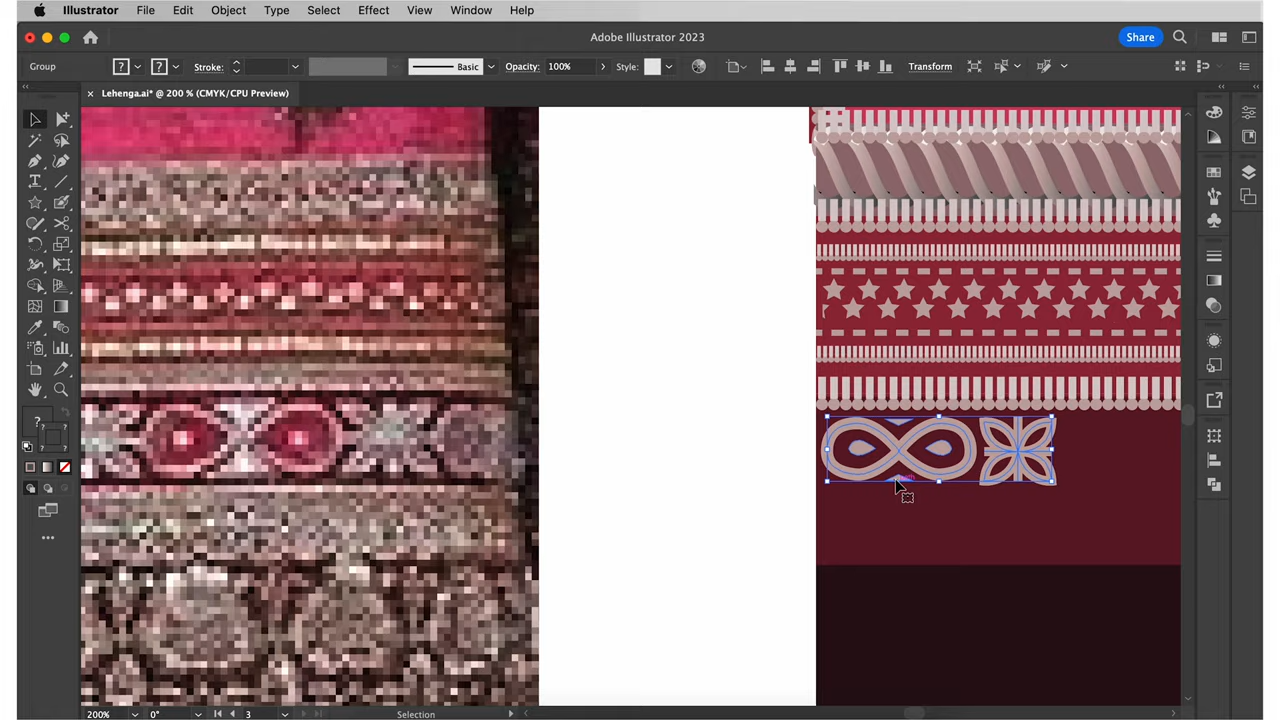 Illustrator File Edit Object Type Select Effect View Window Help
Adobe Illustrator 2023
Share
Group ? ? Stroke: Basic Opacity: 100% Style: Transform
× Lehenga.ai* @ 200 % (CMYK/CPU Preview)
?
?
200% 0° 3 Selection